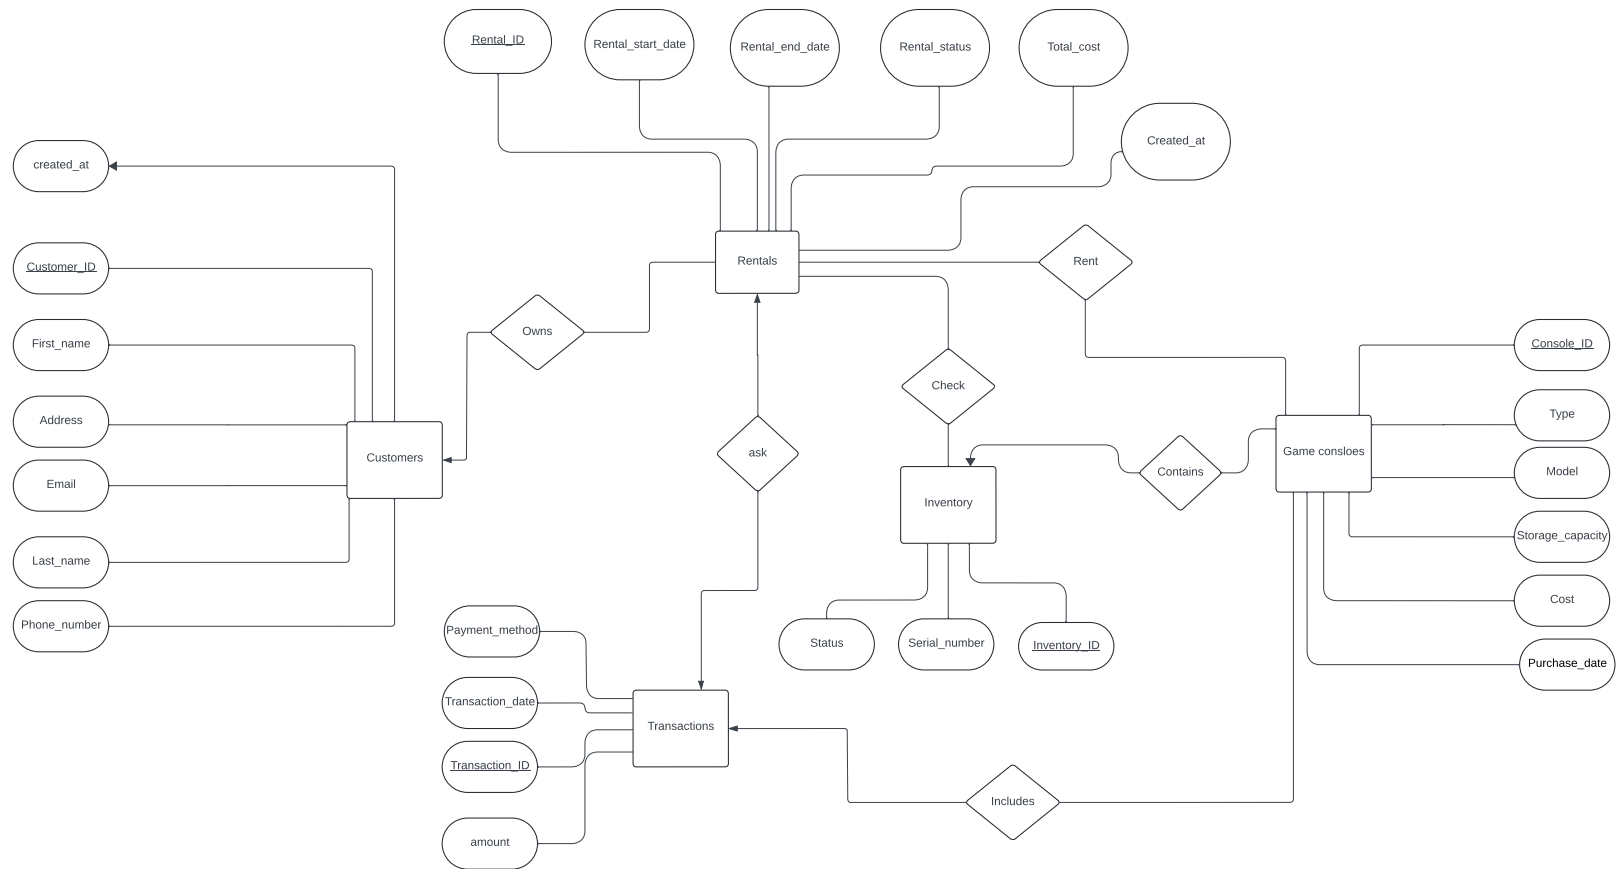 Rental_ID
Rental_start_date
Rental_end_date
Rental_status
Total_cost
Created_at
created_at
Customer_ID
First_name
Address
Email
Last_name
Phone_number
Customers
Owns
Rentals
Rent
Check
ask
Contains
Inventory
Game consloes
Console_ID
Type
Model
Storage_capacity
Cost
Purchase_date
Status
Serial_number
Inventory_ID
Payment_method
Transaction_date
Transaction_ID
amount
Transactions
Includes